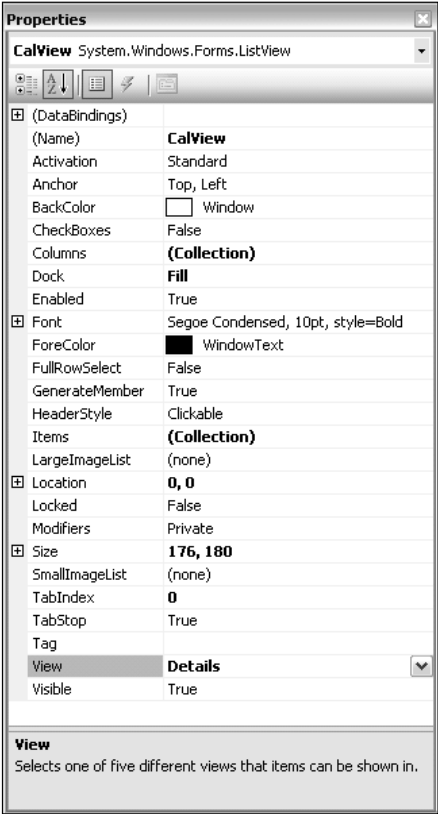 Properties
CalView System.Windows.Forms.ListView
(DataBindings)
(Name) CalView
Activation Standard
Anchor Top, Left
BackColor Window
CheckBoxes False
Columns (Collection)
Dock Fill
Enabled True
Font Segoe Condensed, 10pt, style=Bold
ForeColor WindowText
FullRowSelect False
GenerateMember True
HeaderStyle Clickable
Items (Collection)
LargeImageList (none)
Location 0, 0
Locked False
Modifiers Private
Size 176, 180
SmallImageList (none)
TabIndex 0
TabStop True
Tag
View Details
Visible True
View
Selects one of five different views that items can be shown in.